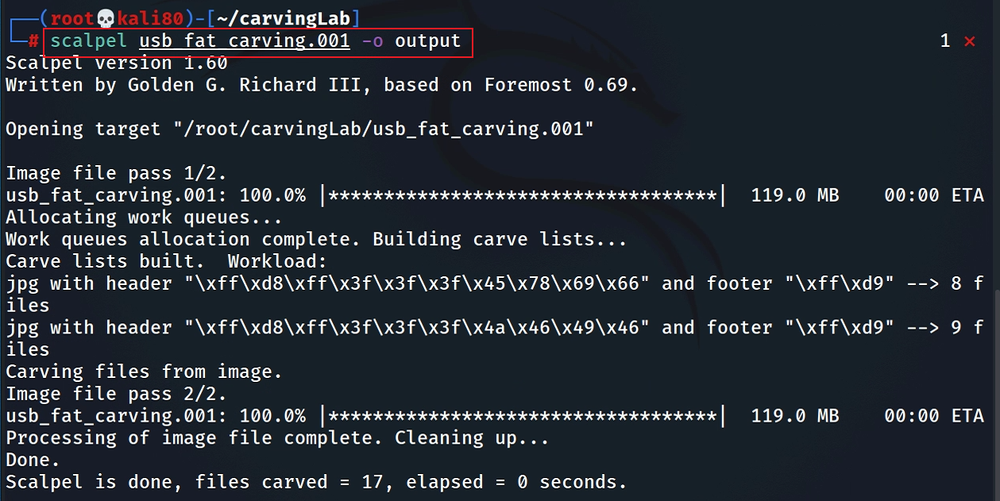 (root💀kali80)-[~/carvingLab]
# scalpel usb_fat_carving.001 -o output 1 ⨯
Scalpel version 1.60
Written by Golden G. Richard III, based on Foremost 0.69.
Opening target "/root/carvingLab/usb_fat_carving.001"
Image file pass 1/2.
usb_fat_carving.001: 100.0% |***********************************| 119.0 MB 00:00 ETA
Allocating work queues...
Work queues allocation complete. Building carve lists...
Carve lists built.  Workload:
jpg with header "\xff\xd8\xff\x3f\x3f\x3f\x45\x78\x69\x66" and footer "\xff\xd9" --> 8 f
iles
jpg with header "\xff\xd8\xff\x3f\x3f\x3f\x4a\x46\x49\x46" and footer "\xff\xd9" --> 9 f
iles
Carving files from image.
Image file pass 2/2.
usb_fat_carving.001: 100.0% |***********************************| 119.0 MB 00:00 ETA
Processing of image file complete. Cleaning up...
Done.
Scalpel is done, files carved = 17, elapsed = 0 seconds.